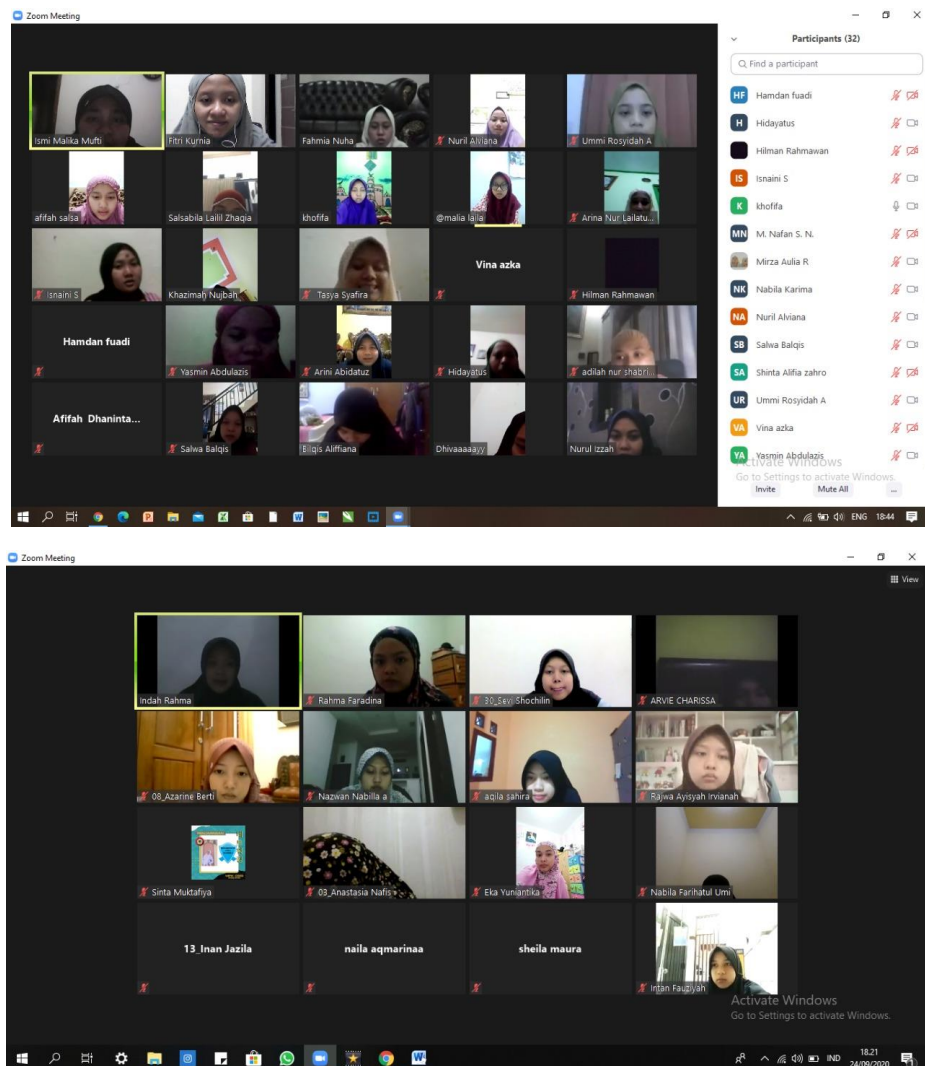 Zoom Meeting
Participants (32)
Find a participant
Ismi Malika Mufti
Fitri Kurnia
Fahmia Nuha
Nuril Alviana
Ummi Rosyidah A
afifah salsa
Salsabila Lailil Zhaqia
khofifa
@malia laila
Arina Nur Lailatu...
Isnaini S
Khazimah Nujbah
Tasya Syafira
Vina azka
Hilman Rahmawan
Hamdan fuadi
Yasmin Abdulazis
Arini Abidatuz
Hidayatus
adilah nur shabri...
Afifah Dhaninta...
Salwa Balqis
Bilqis Aliffiana
Dhivaaaaayy
Nurul Izzah
HF Hamdan fuadi
H Hidayatus
Hilman Rahmawan
IS Isnaini S
K khofifa
MN M. Nafan S. N.
Mirza Aulia R
NK Nabila Karima
NA Nuril Alviana
SB Salwa Balqis
SA Shinta Alifia zahro
UR Ummi Rosyidah A
VA Vina azka
YA Yasmin Abdulazis
Activate Windows
Go to Settings to activate Windows.
Invite Mute All ...
ENG 18:44
Zoom Meeting
View
Indah Rahma
Rahma Faradina
30_Sevi Shochilin
ARVIE CHARISSA
08_Azarine Berti
Nazwan Nabilla a
aqila sahira
Rajwa Ayisyah Irvianah
Sinta Muktafiya
03_Anastasia Nafis
Eka Yuniantika
Nabila Farihatul Umi
13_Inan Jazila
naila aqmarinaa
sheila maura
Intan Fauziyah
Activate Windows
Go to Settings to activate Windows.
IND 18.21
24/09/2020